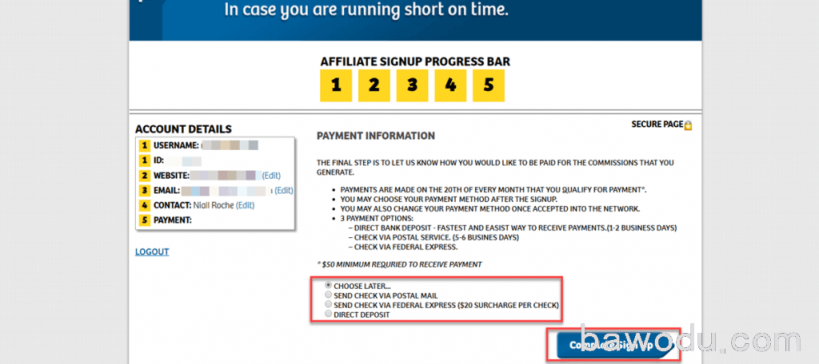 In case you are running short on time.
AFFILIATE SIGNUP PROGRESS BAR
1 2 3 4 5
SECURE PAGE
ACCOUNT DETAILS
1 USERNAME:
1 ID:
2 WEBSITE: (Edit)
3 EMAIL: (Edit)
4 CONTACT: Niall Roche (Edit)
5 PAYMENT:
LOGOUT
PAYMENT INFORMATION
THE FINAL STEP IS TO LET US KNOW HOW YOU WOULD LIKE TO BE PAID FOR THE COMMISSIONS THAT YOU
GENERATE.
• PAYMENTS ARE MADE ON THE 20TH OF EVERY MONTH THAT YOU QUALIFY FOR PAYMENT*.
• YOU MAY CHOOSE YOUR PAYMENT METHOD AFTER THE SIGNUP.
• YOU MAY ALSO CHANGE YOUR PAYMENT METHOD ONCE ACCEPTED INTO THE NETWORK.
• 3 PAYMENT OPTIONS:
– DIRECT BANK DEPOSIT - FASTEST AND EASIST WAY TO RECEIVE PAYMENTS.(1-2 BUSINESS DAYS)
– CHECK VIA POSTAL SERVICE. (5-6 BUSINES DAYS)
– CHECK VIA FEDERAL EXPRESS.
* $50 MINIMUM REQURIED TO RECEIVE PAYMENT
CHOOSE LATER...
SEND CHECK VIA POSTAL MAIL
SEND CHECK VIA FEDERAL EXPRESS ($20 SURCHARGE PER CHECK)
DIRECT DEPOSIT
Complete Sign Up
bawodu.com